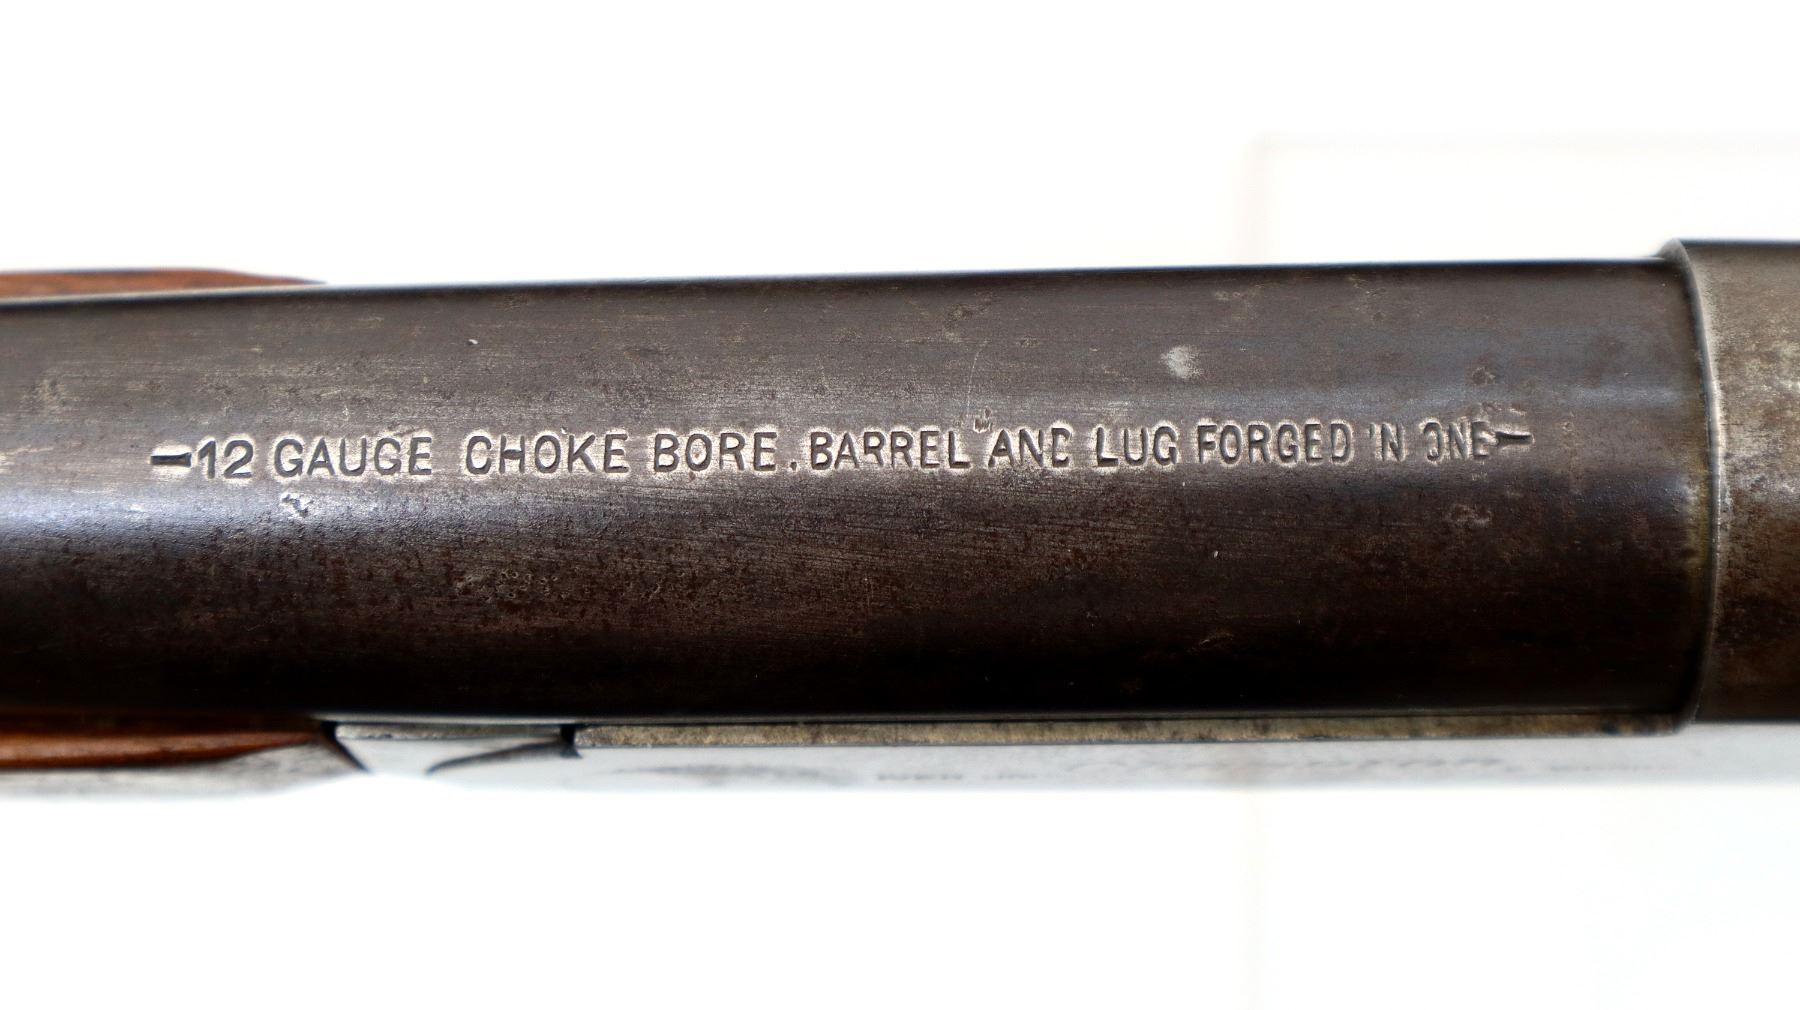 -12 GAUGE CHOKE BORE. BARREL AND LUG FORGED IN ONE-